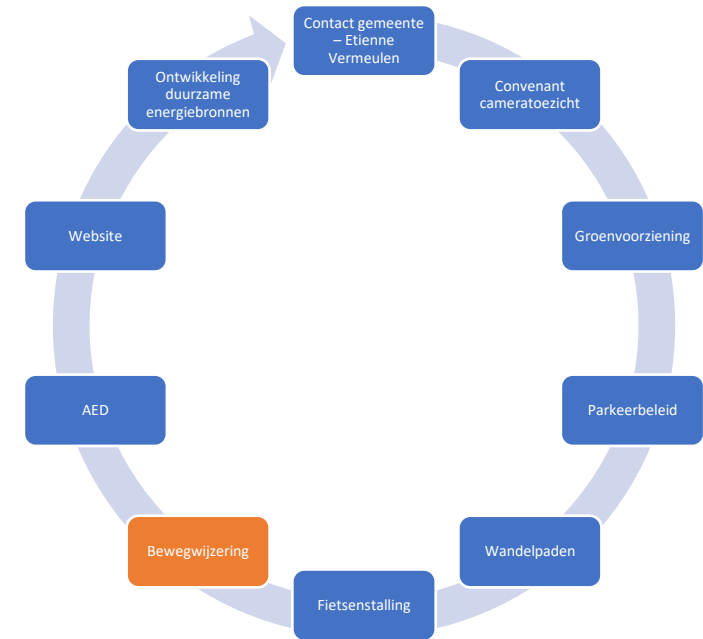 Contact gemeente
– Etienne
Vermeulen
Convenant
cameratoezicht
Groenvoorziening
Parkeerbeleid
Wandelpaden
Fietsenstalling
Bewegwijzering
AED
Website
Ontwikkeling
duurzame
energiebronnen